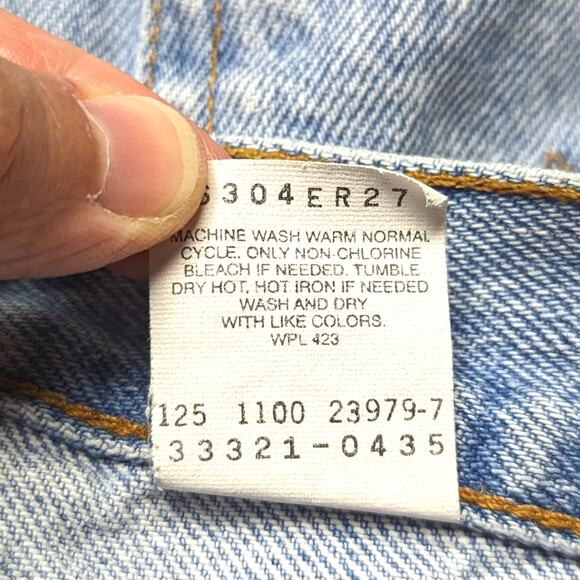 304ER27
MACHINE WASH WARM NORMAL
CYCLE. ONLY NON-CHLORINE
BLEACH IF NEEDED. TUMBLE
DRY HOT, HOT IRON IF NEEDED
WASH AND DRY
WITH LIKE COLORS.
WPL 423
125 1100 23979-7
33321-0435